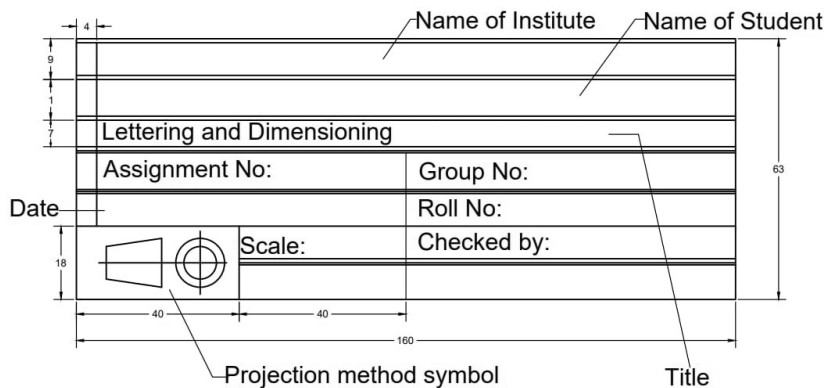 Name of Institute
4
Name of Student
9
1
Lettering and Dimensioning
7
Assignment No:
Group No:
63
Date
Roll No:
Scale:
Checked by:
18
40
40
160
Projection method symbol
Title